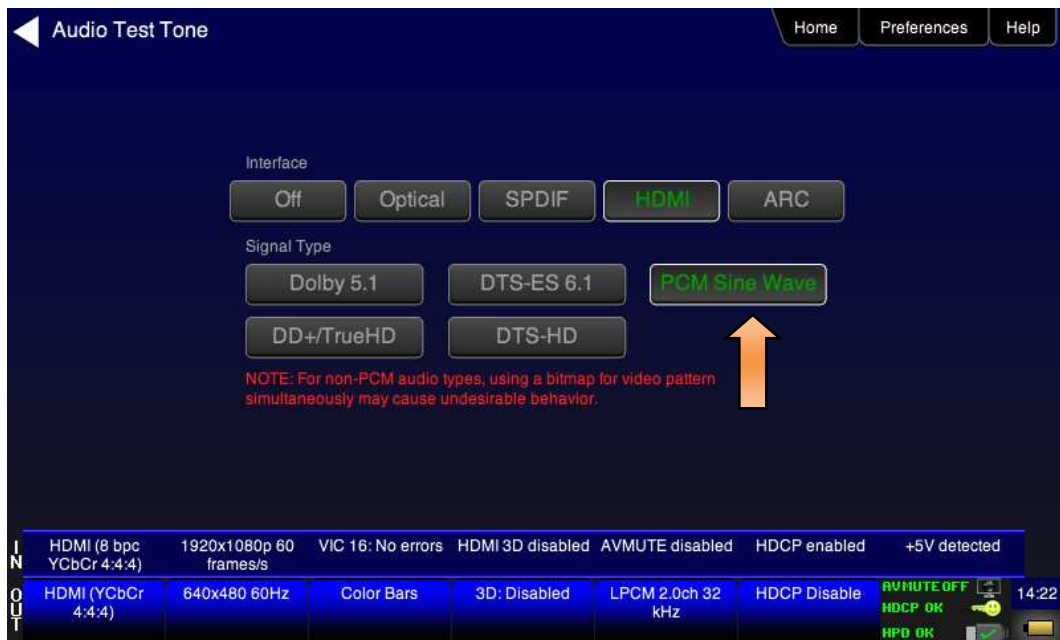 Audio Test Tone
Home
Preferences
Help
Interface
Off
Optical
SPDIF
HDMI
ARC
Signal Type
Dolby 5.1
DTS-ES 6.1
PCM Sine Wave
DD+/TrueHD
DTS-HD
NOTE: For non-PCM audio types, using a bitmap for video pattern
simultaneously may cause undesirable behavior.
IN
HDMI (8 bpc
YCbCr 4:4:4)
1920x1080p 60
frames/s
VIC 16: No errors
HDMI 3D disabled
AVMUTE disabled
HDCP enabled
+5V detected
OUT
HDMI (YCbCr
4:4:4)
640x480 60Hz
Color Bars
3D: Disabled
LPCM 2.0ch 32
kHz
HDCP Disable
AVMUTEOFF
HDCP OK
HPD OK
14:22